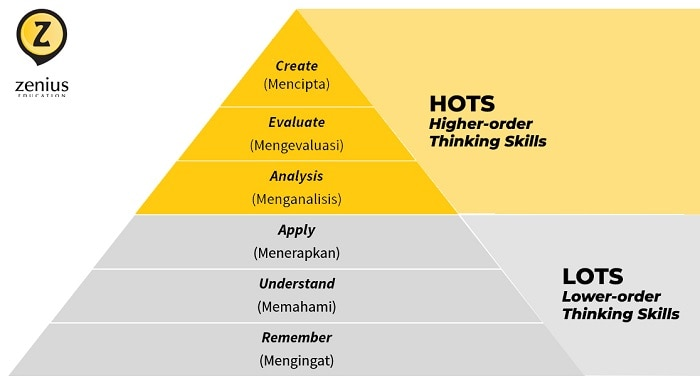 Z
zenius
EDUCATION
Create
(Mencipta)
Evaluate
(Mengevaluasi)
Analysis
(Menganalisis)
HOTS
Higher-order
Thinking Skills
Apply
(Menerapkan)
Understand
(Memahami)
Remember
(Mengingat)
LOTS
Lower-order
Thinking Skills